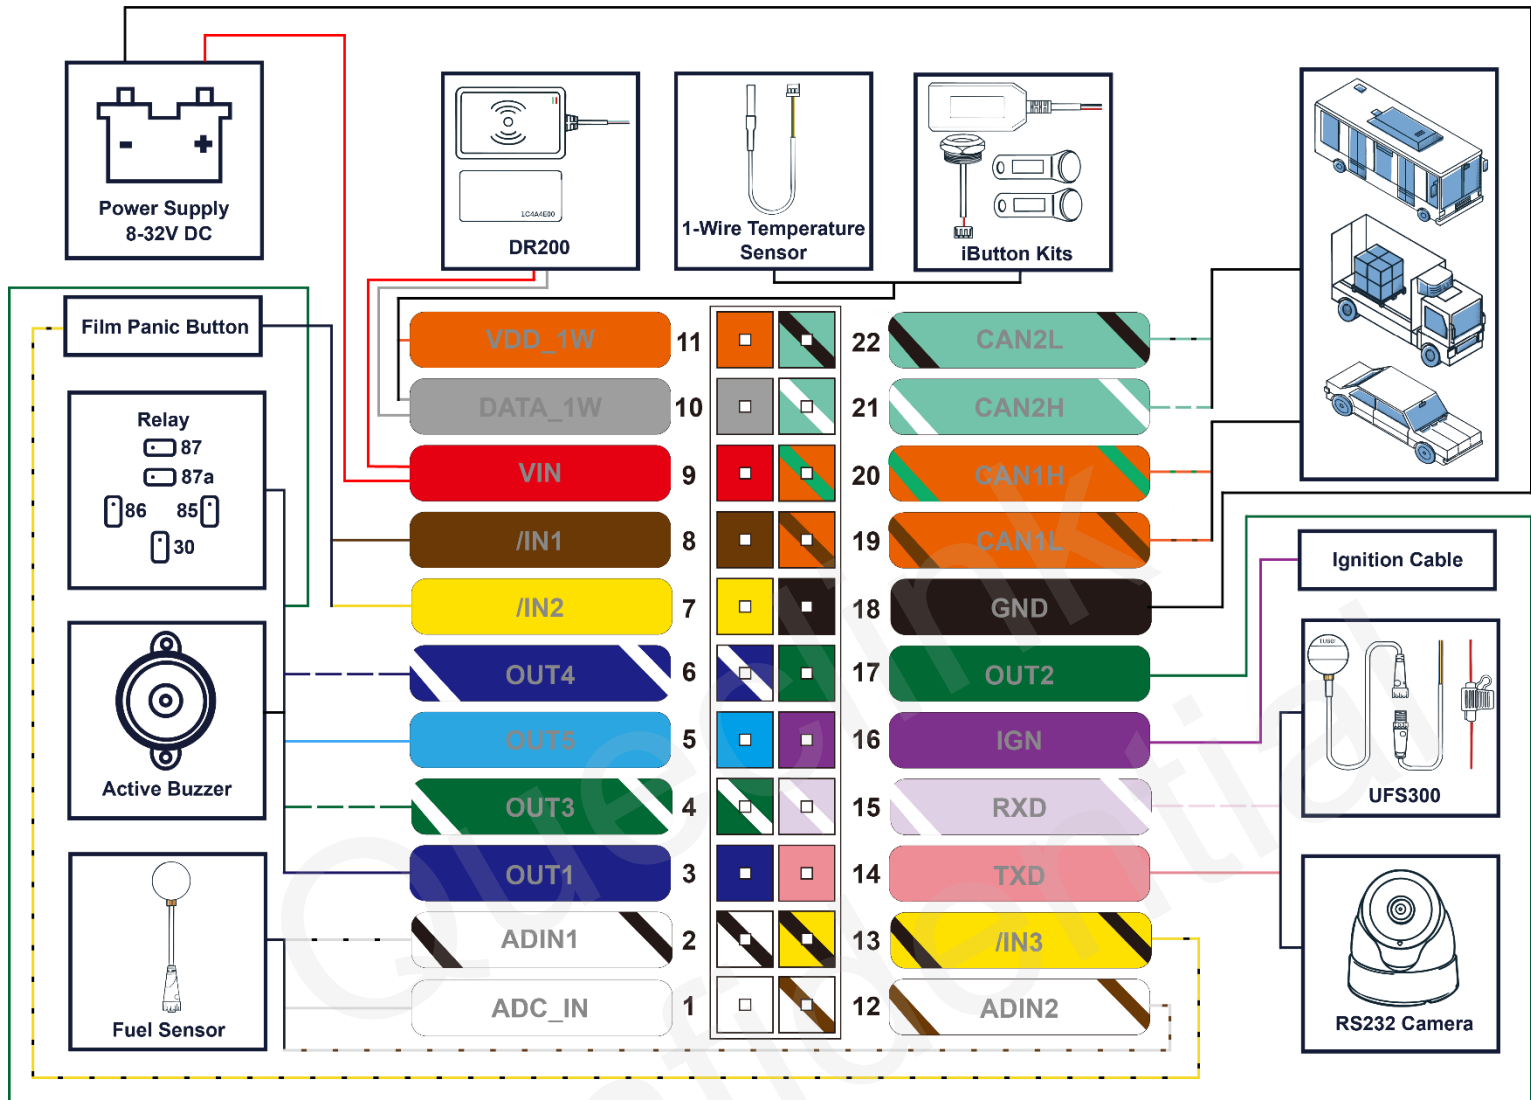 Power Supply
8-32V DC
1C4A4E00
DR200
1-Wire Temperature
Sensor
iButton Kits
Film Panic Button
Relay
87
87a
86
85
30
Active Buzzer
Fuel Sensor
VDD_1W
11
22
CAN2L
DATA_1W
10
21
CAN2H
VIN
9
20
CAN1H
/IN1
8
19
CAN1L
/IN2
7
18
GND
OUT4
6
17
OUT2
OUT5
5
16
IGN
OUT3
4
15
RXD
OUT1
3
14
TXD
ADIN1
2
13
/IN3
ADC_IN
1
12
ADIN2
Ignition Cable
UFS300
RS232 Camera
Queclink
Confidential